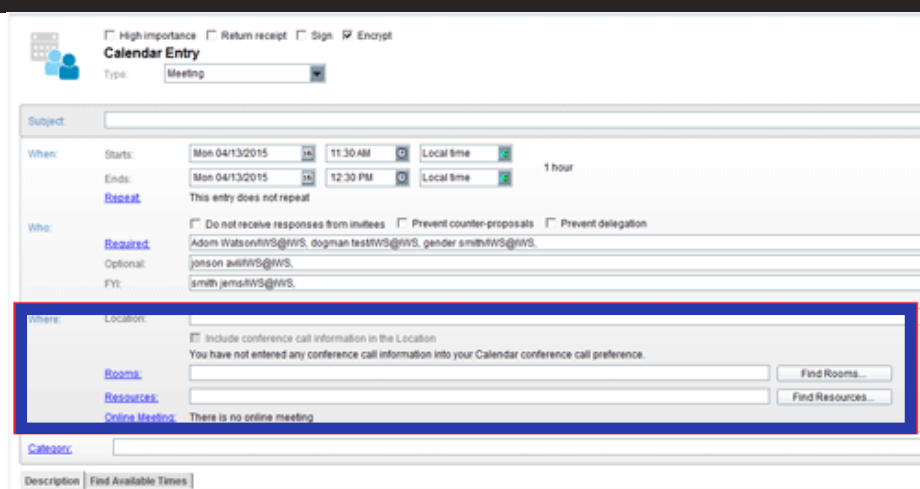 High importance Return receipt Sign Encrypt
Calendar Entry
Type: Meeting
Subject:
When: Starts: Mon 04/13/2015 16 11:30 AM Local time
1 hour
Ends: Mon 04/13/2015 16 12:30 PM Local time
Repeat: This entry does not repeat
Who: Do not receive responses from invitees Prevent counter-proposals Prevent delegation
Required: Adom Watson/IWS@IWS, dogman test/IWS@IWS, gender smith/IWS@IWS,
Optional: jonson avil/IWS@IWS,
FYI: smith jems/IWS@IWS,
Where: Location:
Include conference call information in the Location
You have not entered any conference call information into your Calendar conference call preference.
Rooms: Find Rooms...
Resources: Find Resources...
Online Meeting: There is no online meeting
Category:
Description Find Available Times